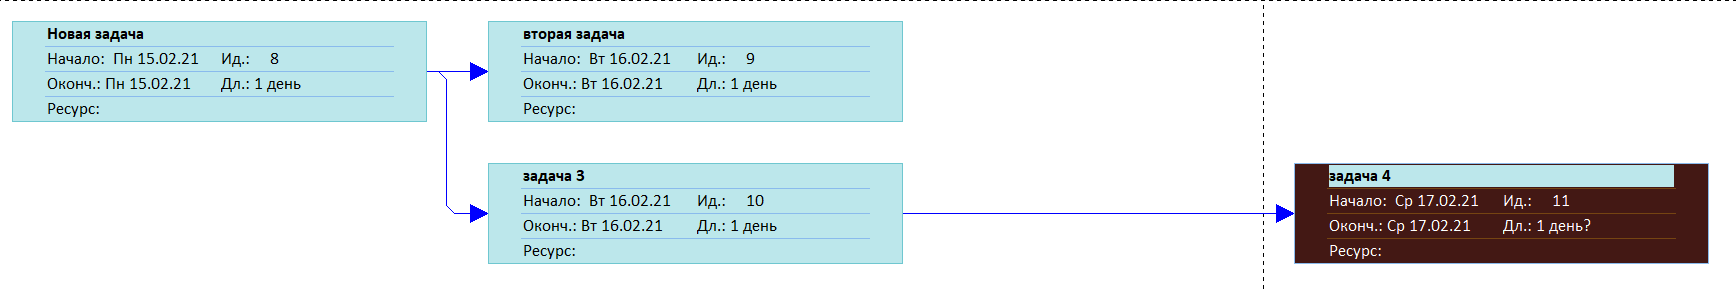 Новая задача
Начало: Пн 15.02.21 Ид.: 8
Оконч.: Пн 15.02.21 Дл.: 1 день
Ресурс:
вторая задача
Начало: Вт 16.02.21 Ид.: 9
Оконч.: Вт 16.02.21 Дл.: 1 день
Ресурс:
задача 3
Начало: Вт 16.02.21 Ид.: 10
Оконч.: Вт 16.02.21 Дл.: 1 день
Ресурс:
задача 4
Начало: Ср 17.02.21 Ид.: 11
Оконч.: Ср 17.02.21 Дл.: 1 день?
Ресурс: